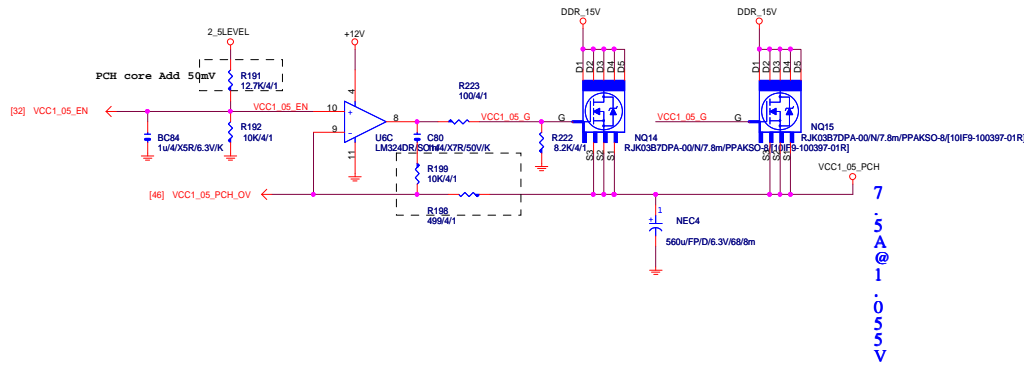 DDR_15V
DDR_15V
2_5LEVEL
+12V
D1
D2
D3
D4
D5
D1
D2
D3
D4
D5
PCH core Add 50mV
R191
12.7K/4/1
R223
100/4/1
[32] VCC1_05_EN
VCC1_05_EN
10
4
8
VCC1_05_G
G
VCC1_05_G
G
+
-
9
11
BC84
1u/4/X5R/6.3V/K
R192
10K/4/1
U6C
LM324DR/SO14
C80
1n/4/X7R/50V/K
R222
8.2K/4/1
NQ14
RJK03B7DPA-00/N/7.8m/PPAKSO-8/[10IF9-100397-01R]
NQ15
RJK03B7DPA-00/N/7.8m/PPAKSO-8/[10IF9-100397-01R]
S3
S2
S1
S3
S2
S1
R199
10K/4/1
VCC1_05_PCH
[46] VCC1_05_PCH_OV
R198
499/4/1
1
+
NEC4
560u/FP/D/6.3V/68/8m
7.5A@1.055V